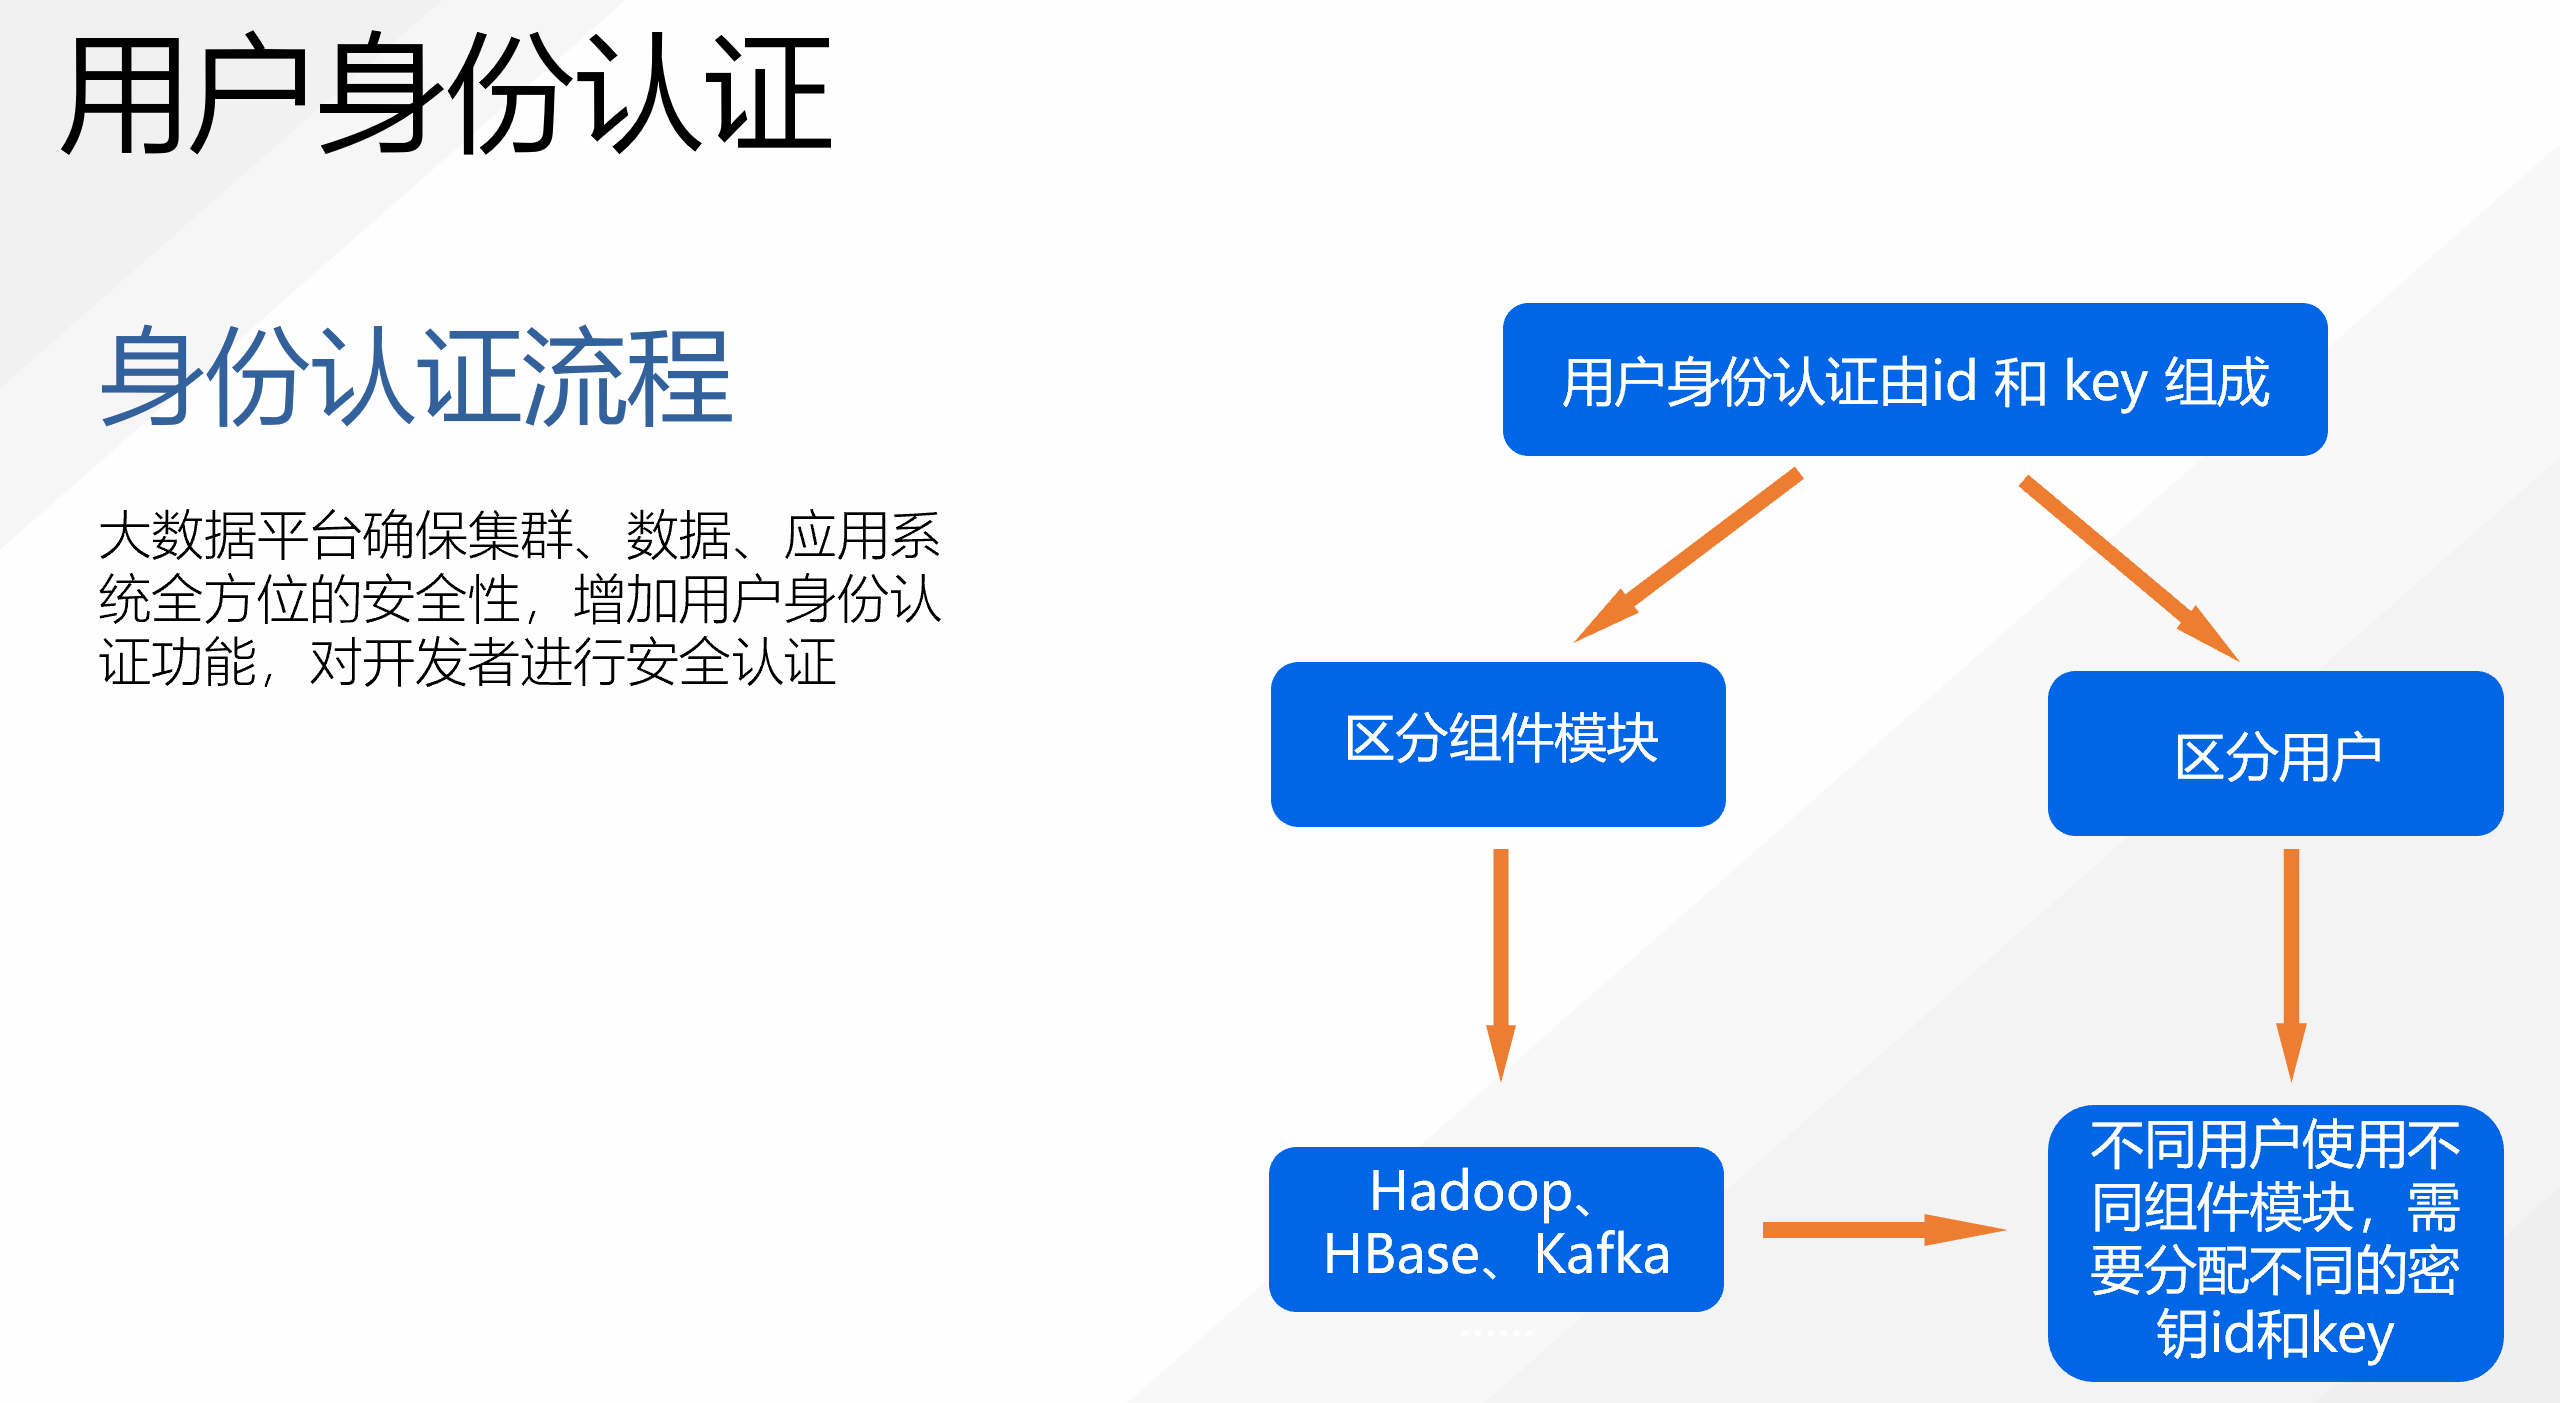 用户身份认证
身份认证流程
大数据平台确保集群、数据、应用系
统全方位的安全性，增加用户身份认
证功能，对开发者进行安全认证
用户身份认证由id 和 key 组成
区分组件模块
区分用户
Hadoop、
HBase、Kafka
……
不同用户使用不
同组件模块，需
要分配不同的密
钥id和key